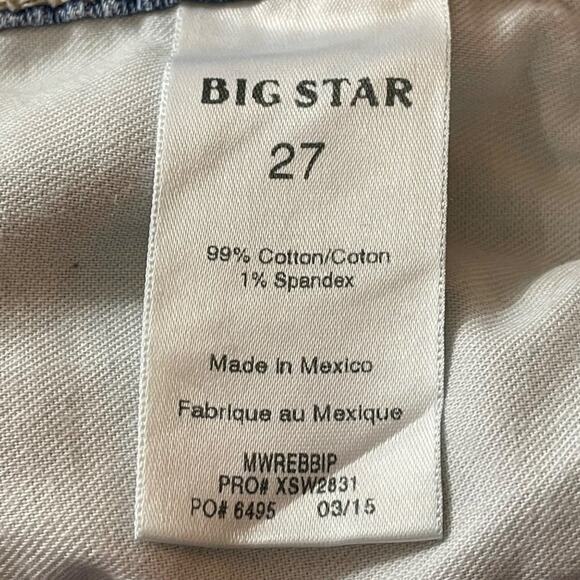 BIG STAR
27
99% Cotton/Coton
1% Spandex
Made in Mexico
Fabrique au Mexique
MWREBBIP
PRO# XSW2831
PO# 6495 03/15